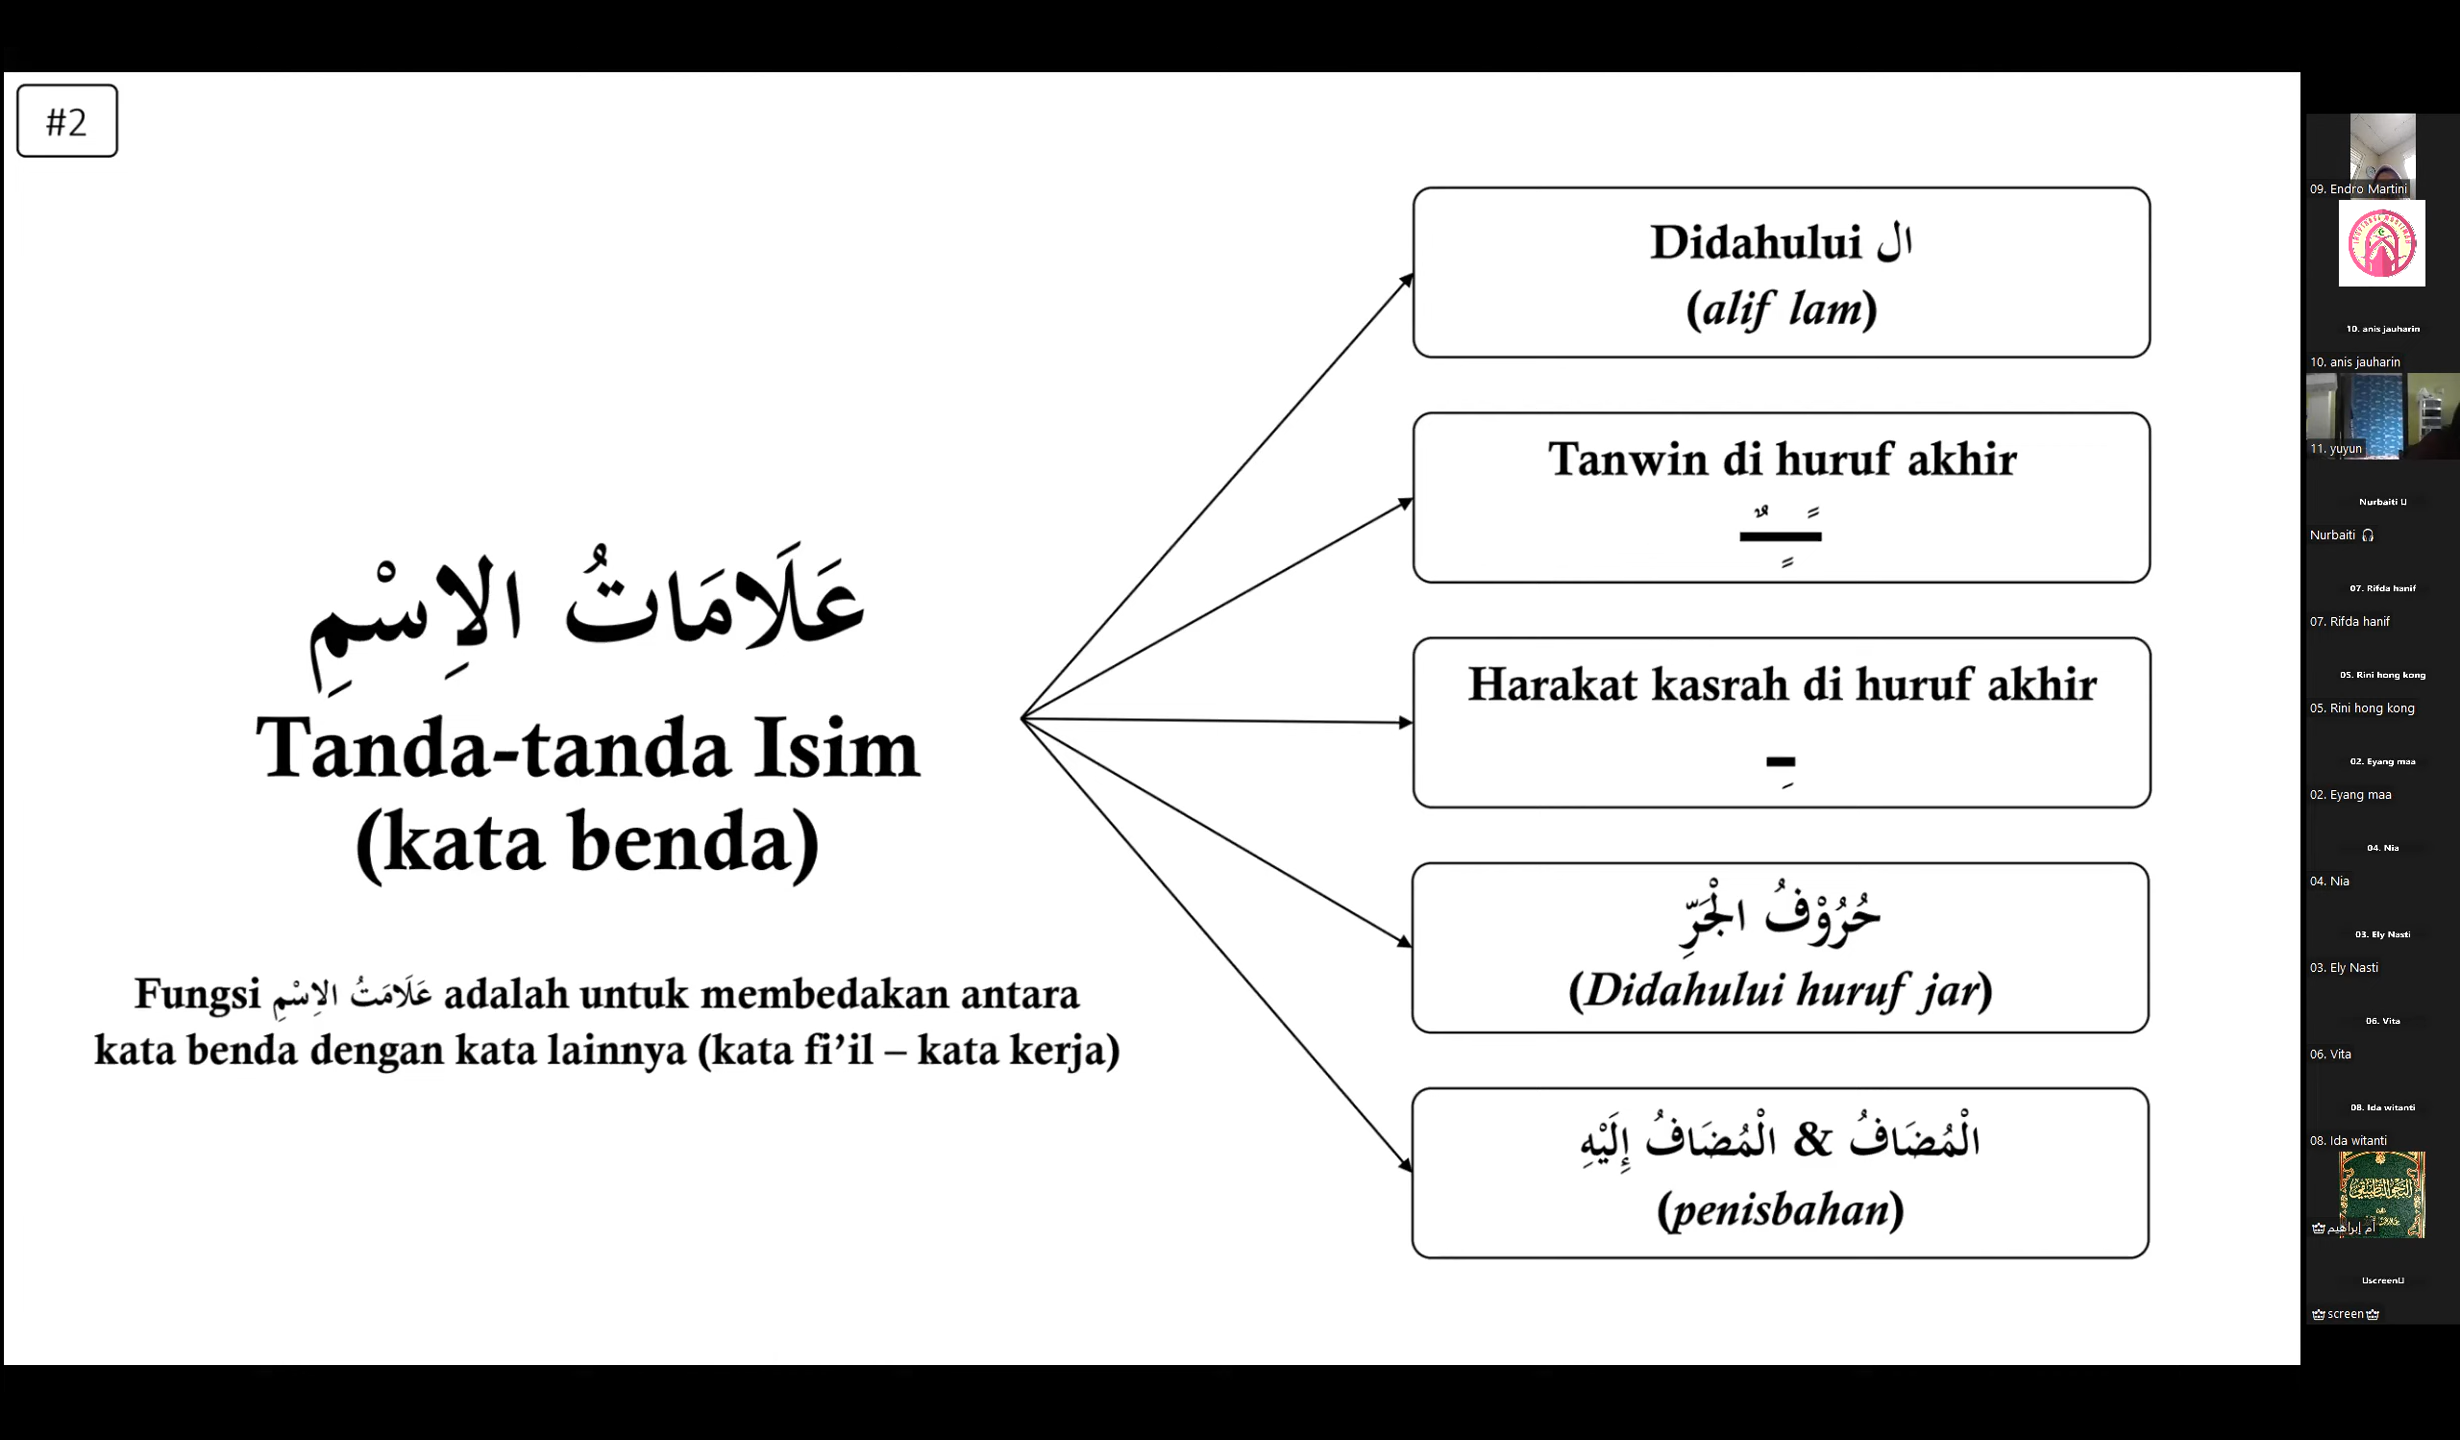 #2
عَلَامَاتُ الاِسْمِ
Tanda-tanda Isim
(kata benda)
Fungsi عَلَامَتُ الاِسْمِ adalah untuk membedakan antara
kata benda dengan kata lainnya (kata fi’il – kata kerja)
Didahului ال
(alif lam)
Tanwin di huruf akhir
ـٌـًـٍ
Harakat kasrah di huruf akhir
ـِ
حُرُوْفُ الْجَرِّ
(Didahului huruf jar)
الْمُضَافُ & الْمُضَافُ إِلَيْهِ
(penisbahan)
09. Endro Martini
10. anis jauharin
10. anis jauharin
11. yuyun
Nurbaiti
Nurbaiti
07. Rifda hanif
07. Rifda hanif
05. Rini hong kong
05. Rini hong kong
02. Eyang maa
02. Eyang maa
04. Nia
04. Nia
03. Ely Nasti
03. Ely Nasti
06. Vita
06. Vita
08. Ida witanti
08. Ida witanti
أم إبراهيم
screen
screen